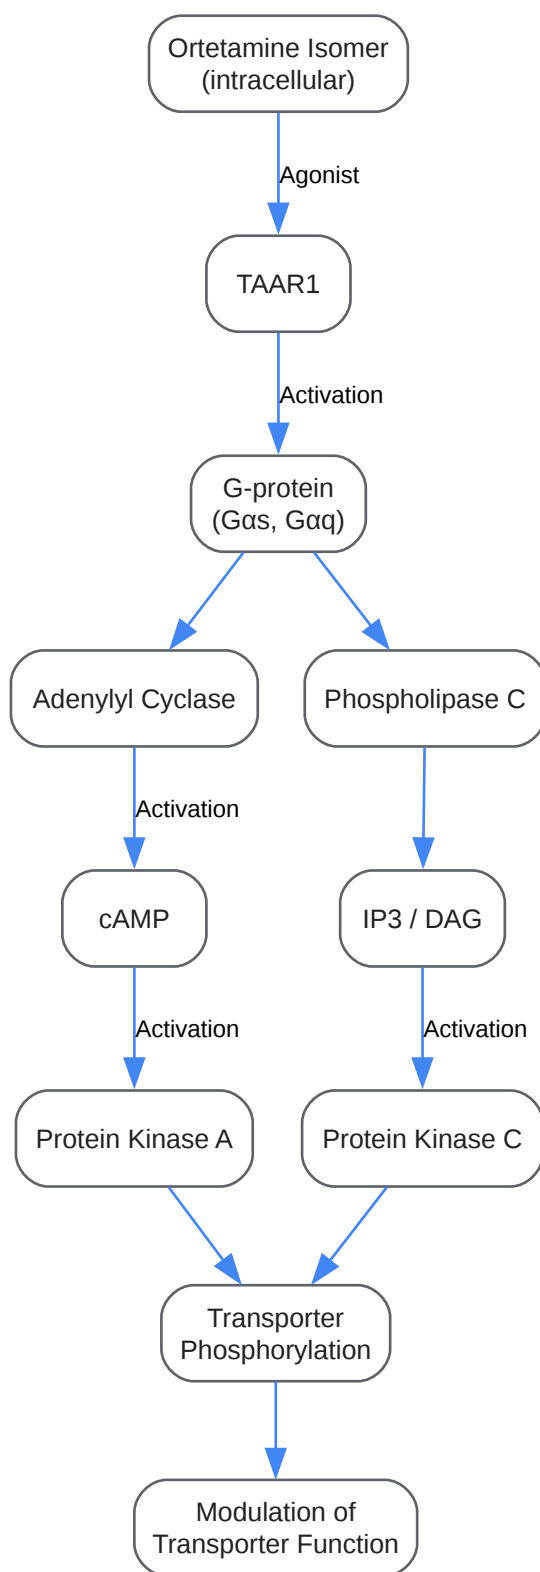 Ortetamine Isomer
(intracellular)
Agonist
TAAR1
Activation
G-protein
(Gαs, Gαq)
Adenylyl Cyclase
Phospholipase C
Activation
cAMP
IP3 / DAG
Activation
Activation
Protein Kinase A
Protein Kinase C
Transporter
Phosphorylation
Modulation of
Transporter Function